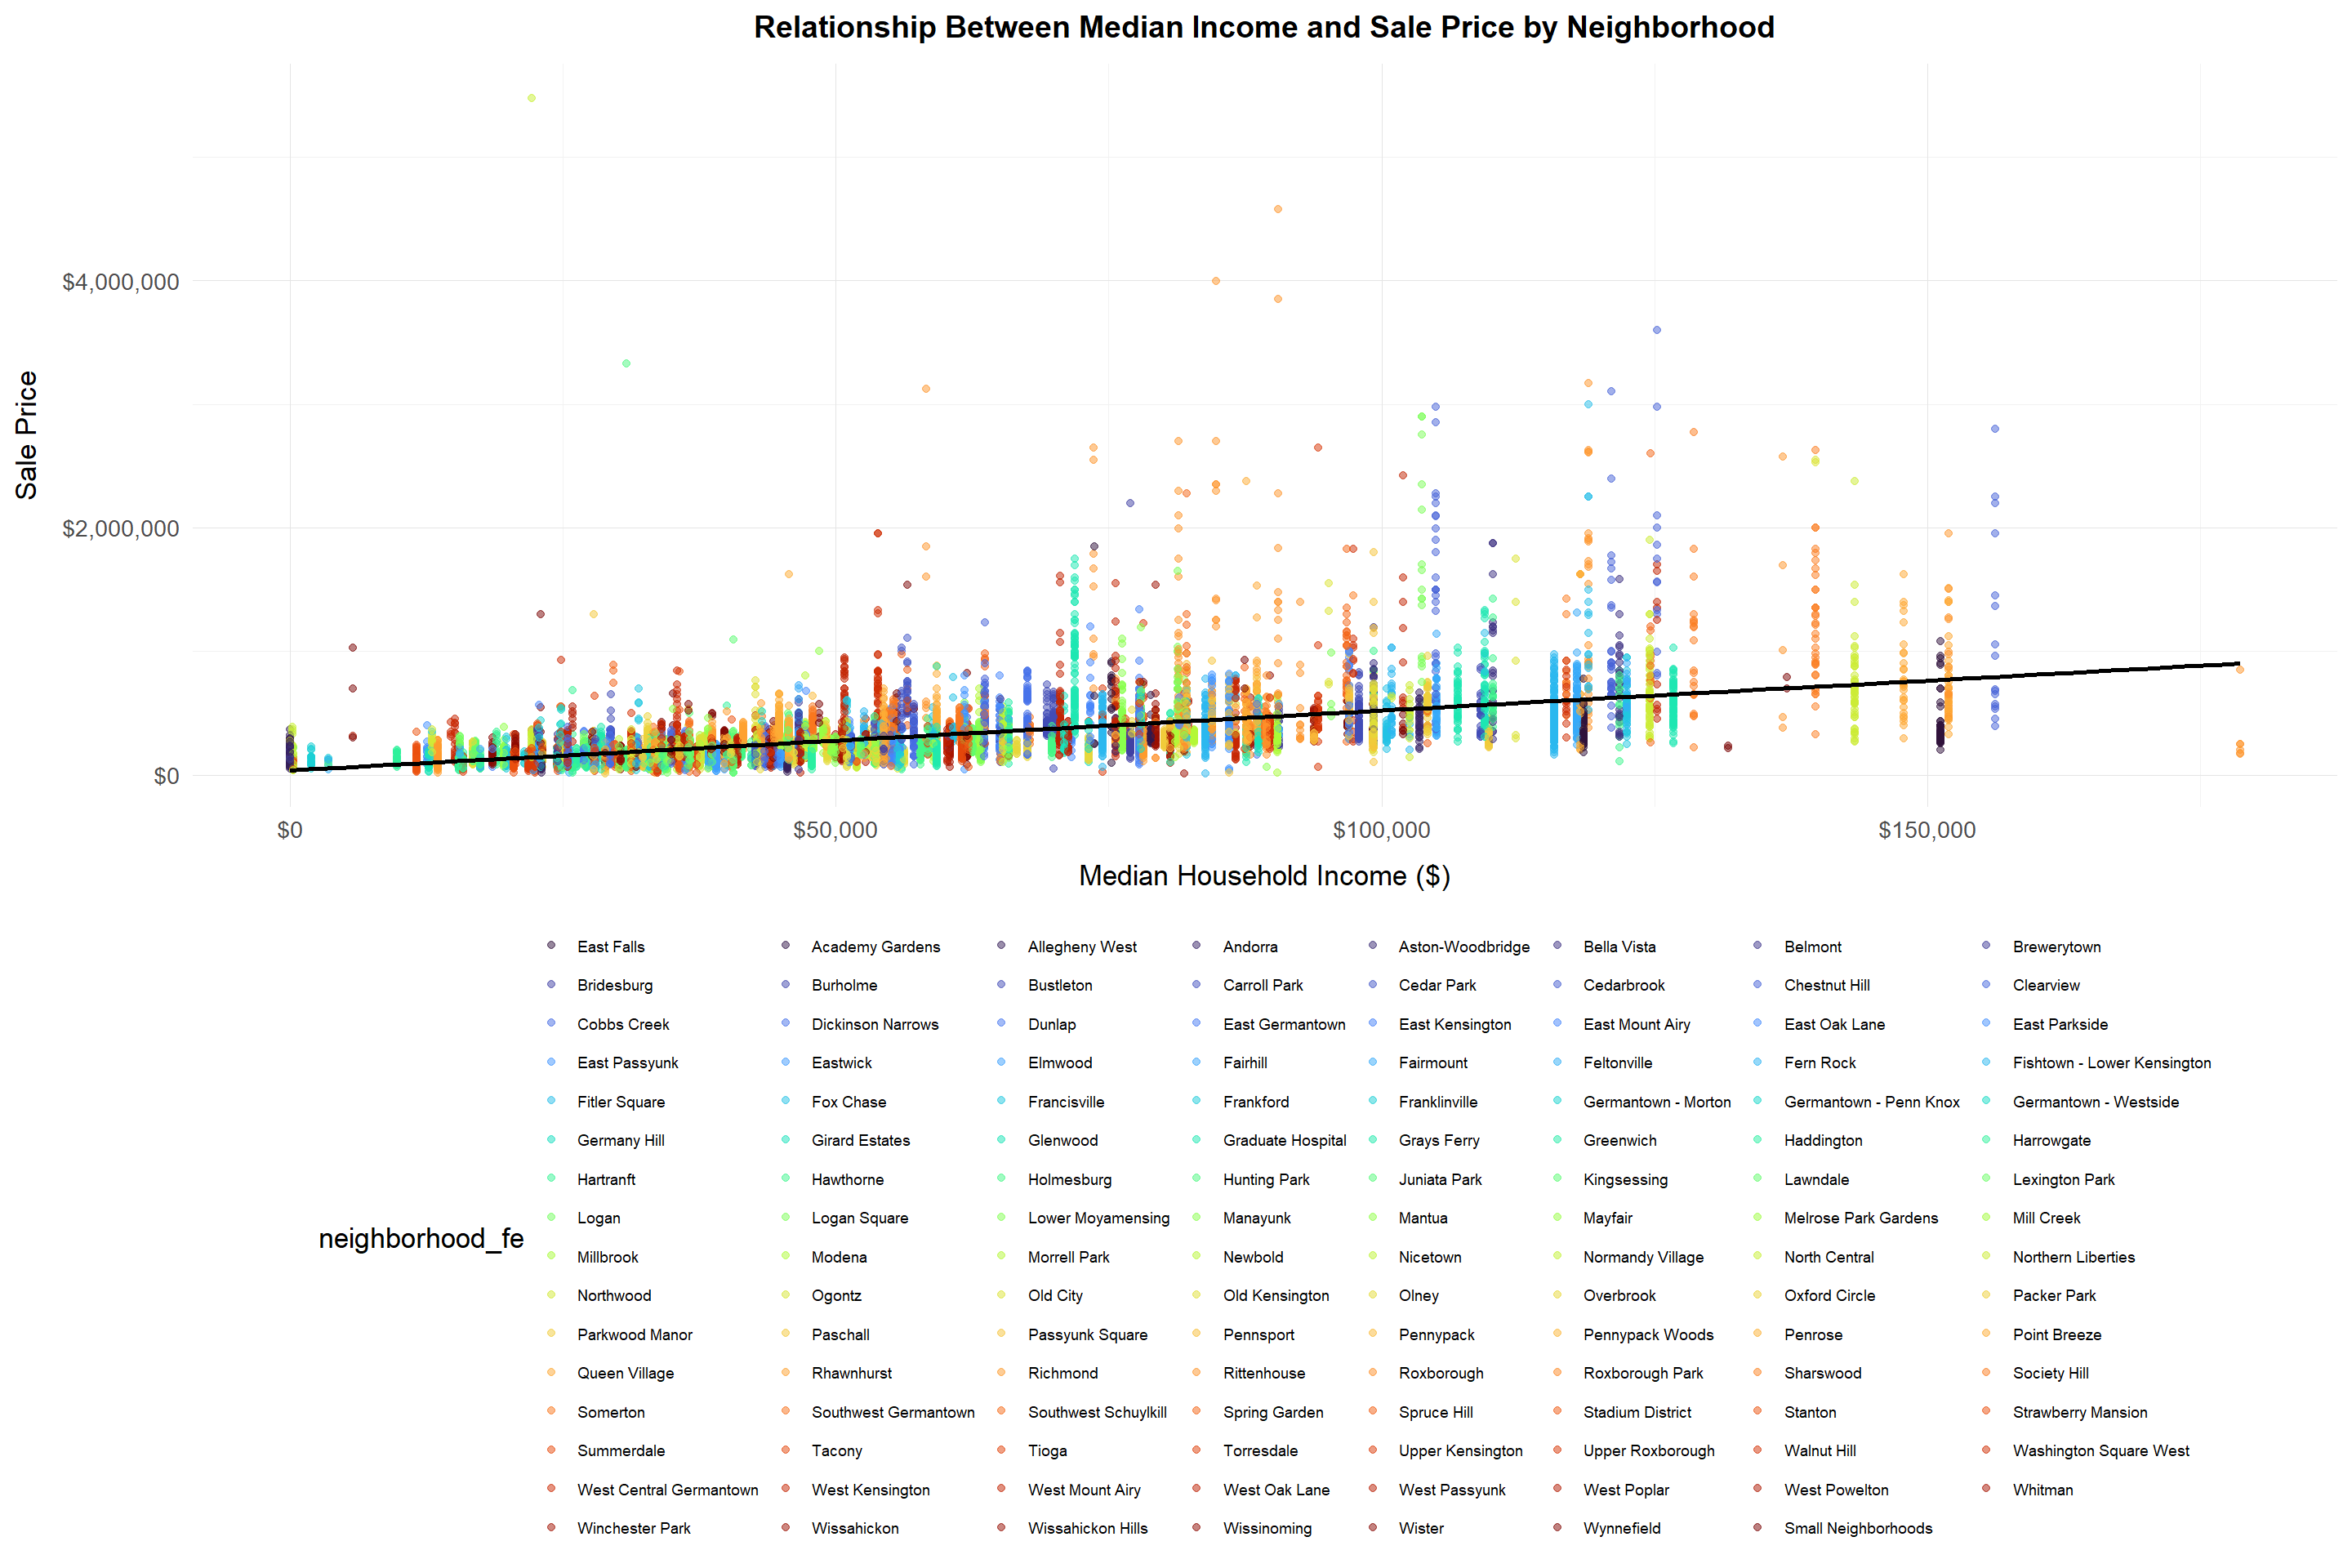 Relationship Between Median Income and Sale Price by Neighborhood
Sale Price
$4,000,000
$2,000,000
$0
$0 $50,000 $100,000 $150,000
Median Household Income ($)
neighborhood_fe
East Falls Academy Gardens Allegheny West Andorra Aston-Woodbridge Bella Vista Belmont Brewerytown
Bridesburg Burholme Bustleton Carroll Park Cedar Park Cedarbrook Chestnut Hill Clearview
Cobbs Creek Dickinson Narrows Dunlap East Germantown East Kensington East Mount Airy East Oak Lane East Parkside
East Passyunk Eastwick Elmwood Fairhill Fairmount Feltonville Fern Rock Fishtown - Lower Kensington
Fitler Square Fox Chase Francisville Frankford Franklinville Germantown - Morton Germantown - Penn Knox Germantown - Westside
Germany Hill Girard Estates Glenwood Graduate Hospital Grays Ferry Greenwich Haddington Harrowgate
Hartranft Hawthorne Holmesburg Hunting Park Juniata Park Kingsessing Lawndale Lexington Park
Logan Logan Square Lower Moyamensing Manayunk Mantua Mayfair Melrose Park Gardens Mill Creek
Millbrook Modena Morrell Park Newbold Nicetown Normandy Village North Central Northern Liberties
Northwood Ogontz Old City Old Kensington Olney Overbrook Oxford Circle Packer Park
Parkwood Manor Paschall Passyunk Square Pennsport Pennypack Pennypack Woods Penrose Point Breeze
Queen Village Rhawnhurst Richmond Rittenhouse Roxborough Roxborough Park Sharswood Society Hill
Somerton Southwest Germantown Southwest Schuylkill Spring Garden Spruce Hill Stadium District Stanton Strawberry Mansion
Summerdale Tacony Tioga Torresdale Upper Kensington Upper Roxborough Walnut Hill Washington Square West
West Central Germantown West Kensington West Mount Airy West Oak Lane West Passyunk West Poplar West Powelton Whitman
Winchester Park Wissahickon Wissahickon Hills Wissinoming Wister Wynnefield Small Neighborhoods